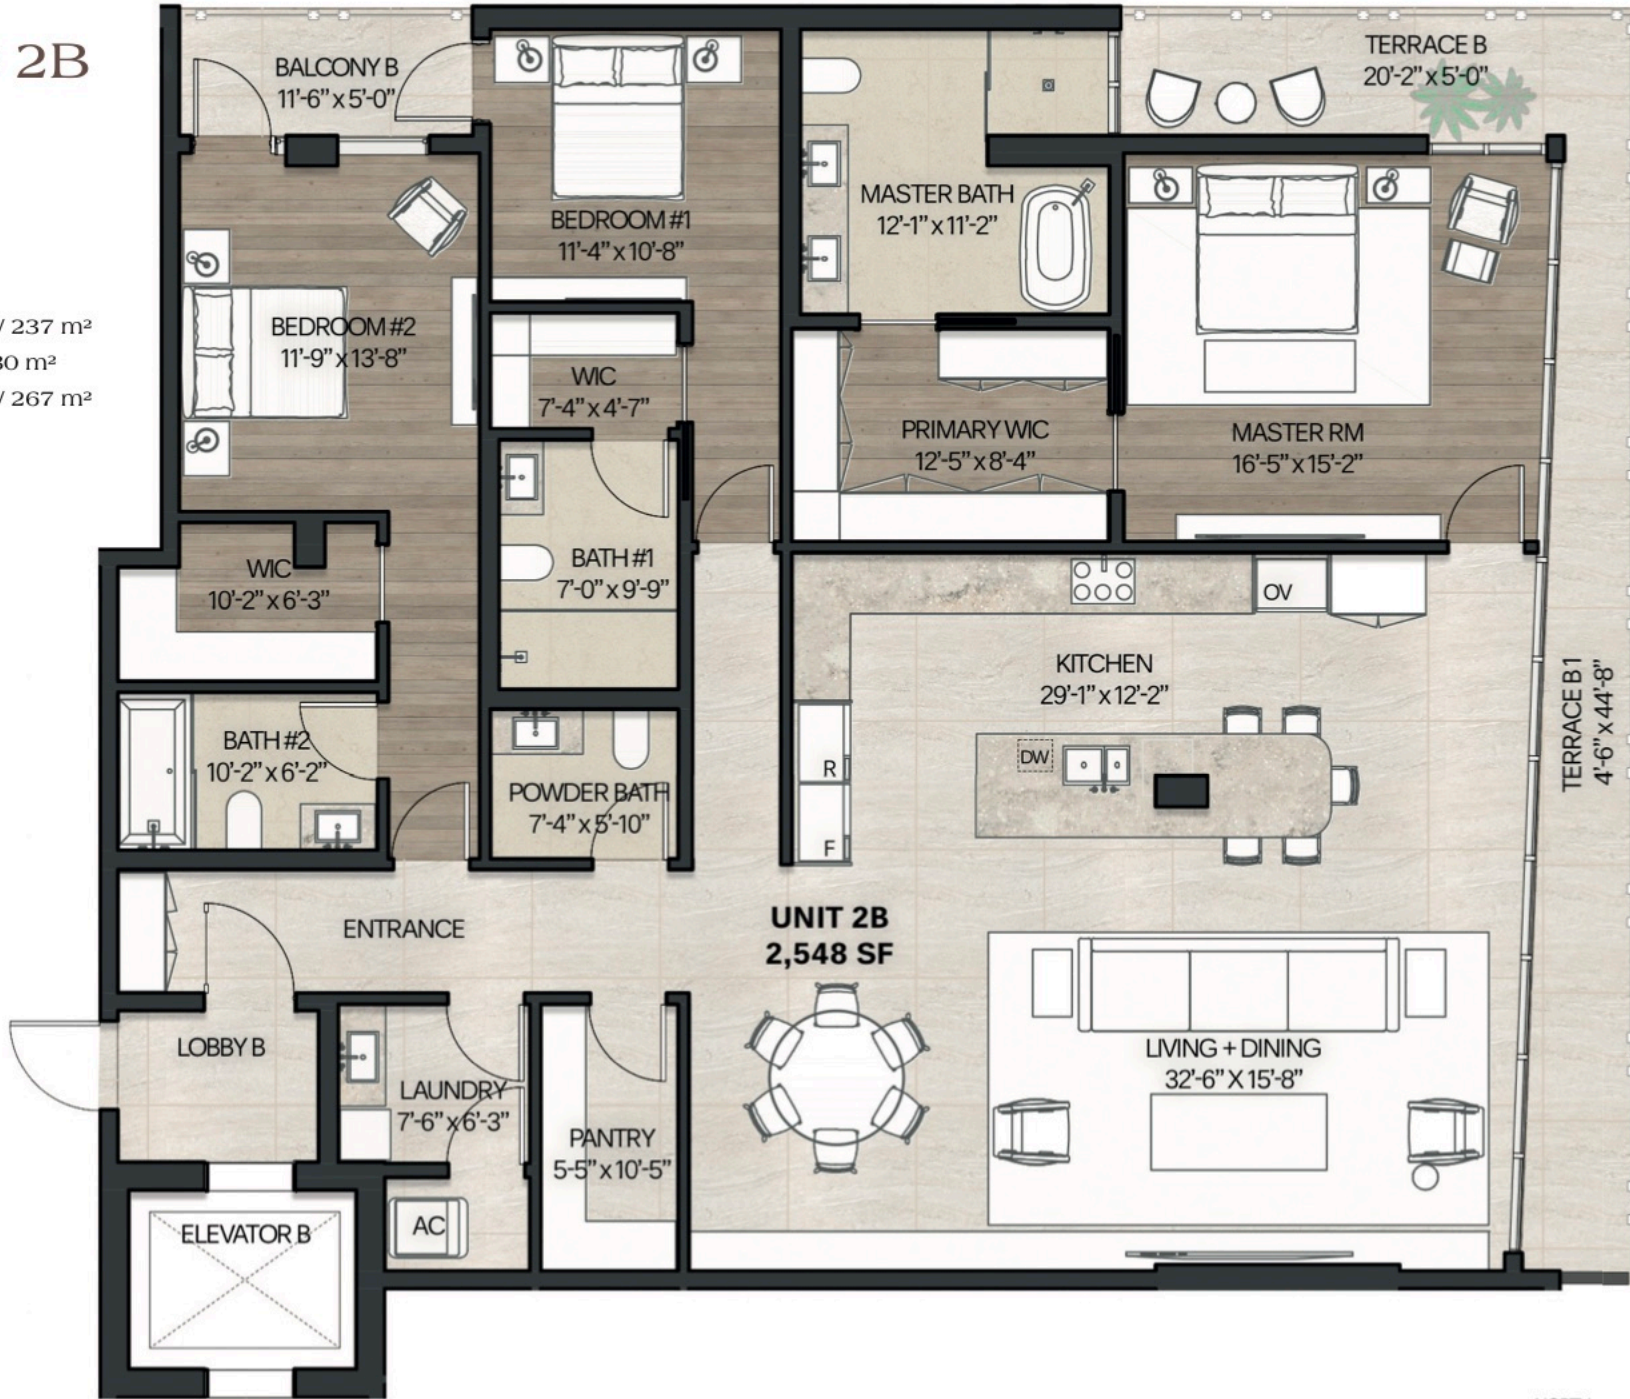 2B
/ 237 m²
30 m²
/ 267 m²
BALCONY B
11'-6" x 5'-0"
TERRACE B
20'-2" x 5'-0"
BEDROOM #1
11'-4" x 10'-8"
MASTER BATH
12'-1" x 11'-2"
BEDROOM #2
11'-9" x 13'-8"
WIC
7'-4" x 4'-7"
PRIMARY WIC
12'-5" x 8'-4"
MASTER RM
16'-5" x 15'-2"
WIC
10'-2" x 6'-3"
BATH #1
7'-0" x 9'-9"
OV
KITCHEN
29'-1" x 12'-2"
TERRACE B1
4'-6" x 44'-8"
BATH #2
10'-2" x 6'-2"
POWDER BATH
7'-4" x 5'-10"
R
F
DW
ENTRANCE
UNIT 2B
2,548 SF
LOBBY B
LAUNDRY
7'-6" x 6'-3"
PANTRY
5-5" x 10'-5"
LIVING + DINING
32'-6" X 15'-8"
ELEVATOR B
AC